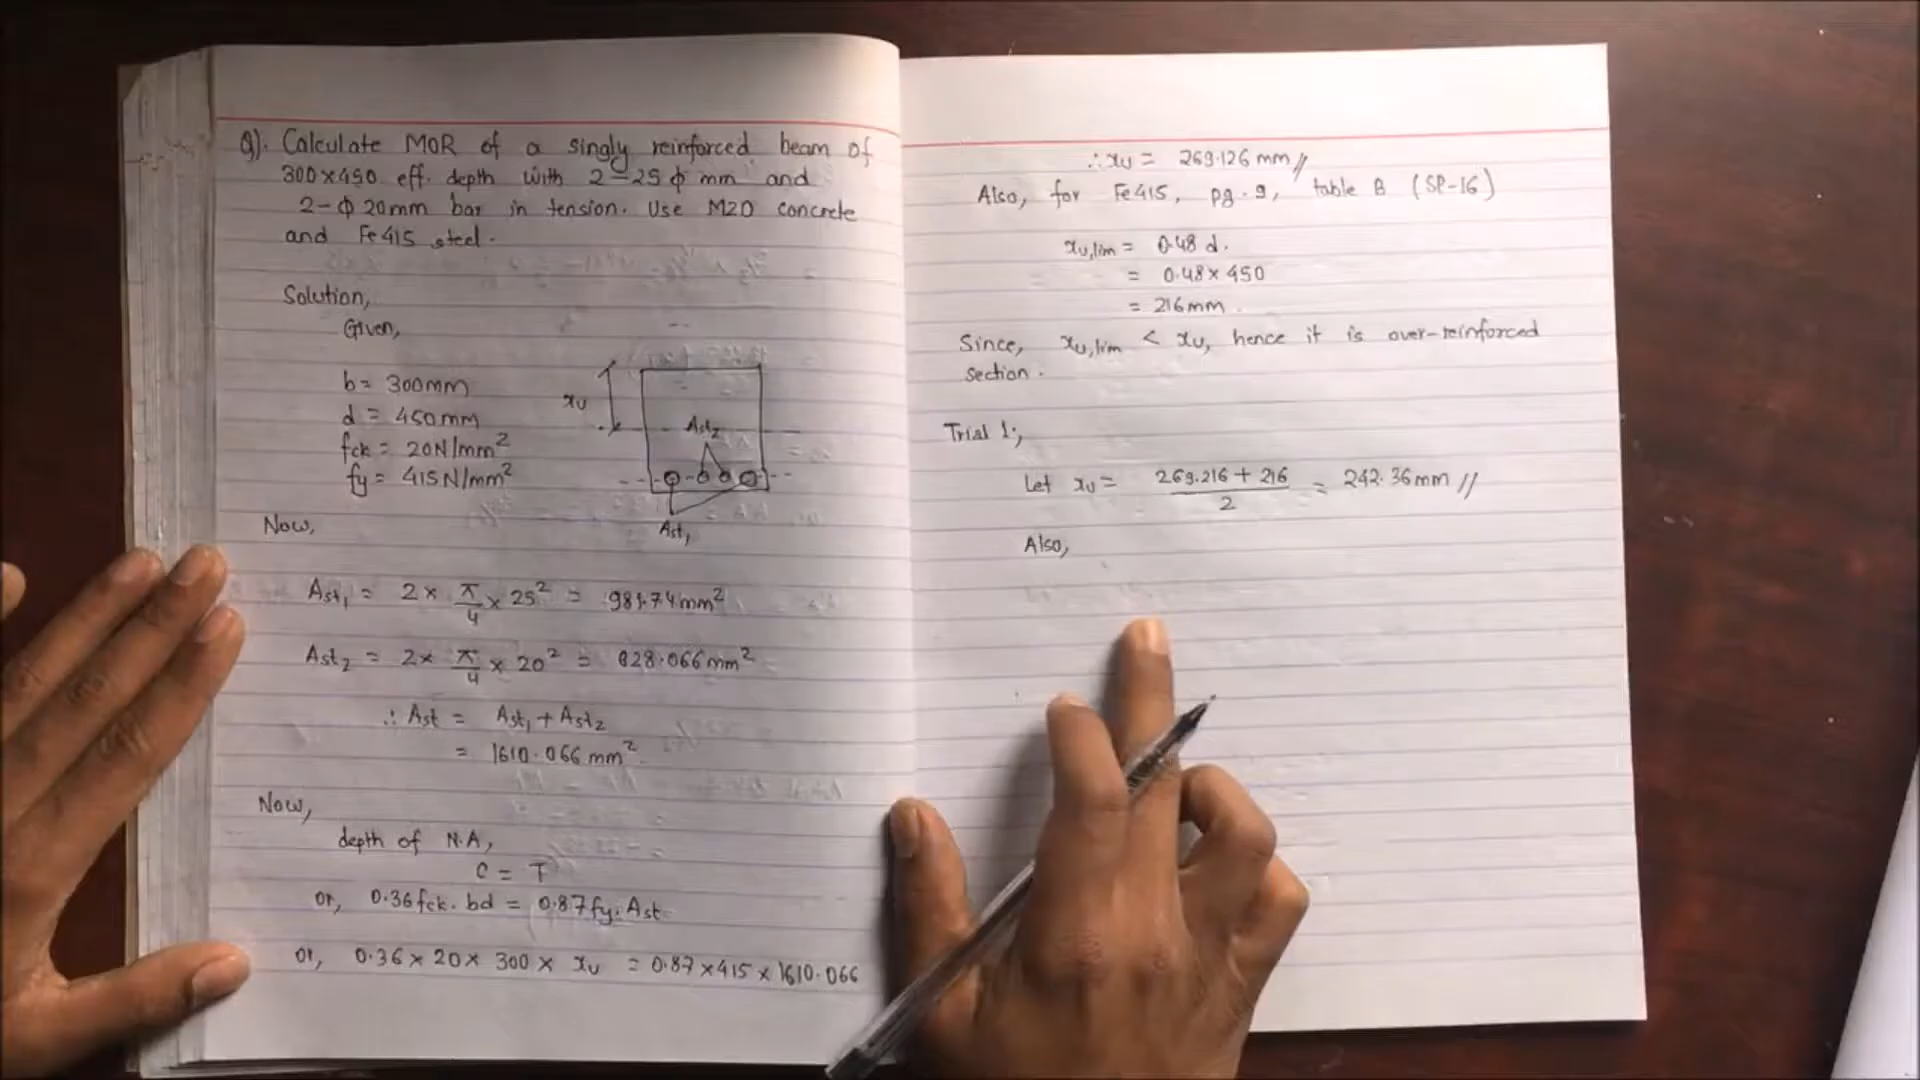 Q). Calculate MOR of a singly reinforced beam of
300×450 eff. depth with 2-25 φ mm and
2-φ 20mm bar in tension. Use M20 concrete
and Fe415 steel.
Solution,
Given,
b = 300mm
d = 450mm
fck = 20N/mm²
fy = 415N/mm²
xu
Ast₂
Ast₁
Now,
Ast₁ = 2 × π/4 × 25² = 981.74mm²
Ast₂ = 2 × π/4 × 20² = 628.066mm²
∴ Ast = Ast₁ + Ast₂
= 1610.066 mm².
Now,
depth of N.A,
C = T
or, 0.36fck. bd = 0.87fy. Ast
or, 0.36 × 20 × 300 × xu = 0.87 × 415 × 1610.066
∴ xu = 269.126 mm //
Also, for Fe415, pg. 9, table B (SP-16)
xu,lim = 0.48 d.
= 0.48 × 450
= 216mm.
Since, xu,lim < xu, hence it is over-reinforced
section.
Trial 1;,
Let xu = 269.216 + 216 / 2 = 242.36mm //
Also,